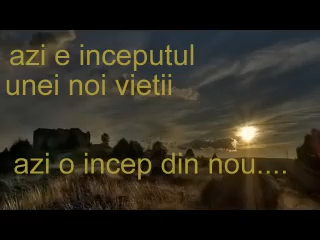 azi e inceputul
unei noi vietii
azi o incep din nou....